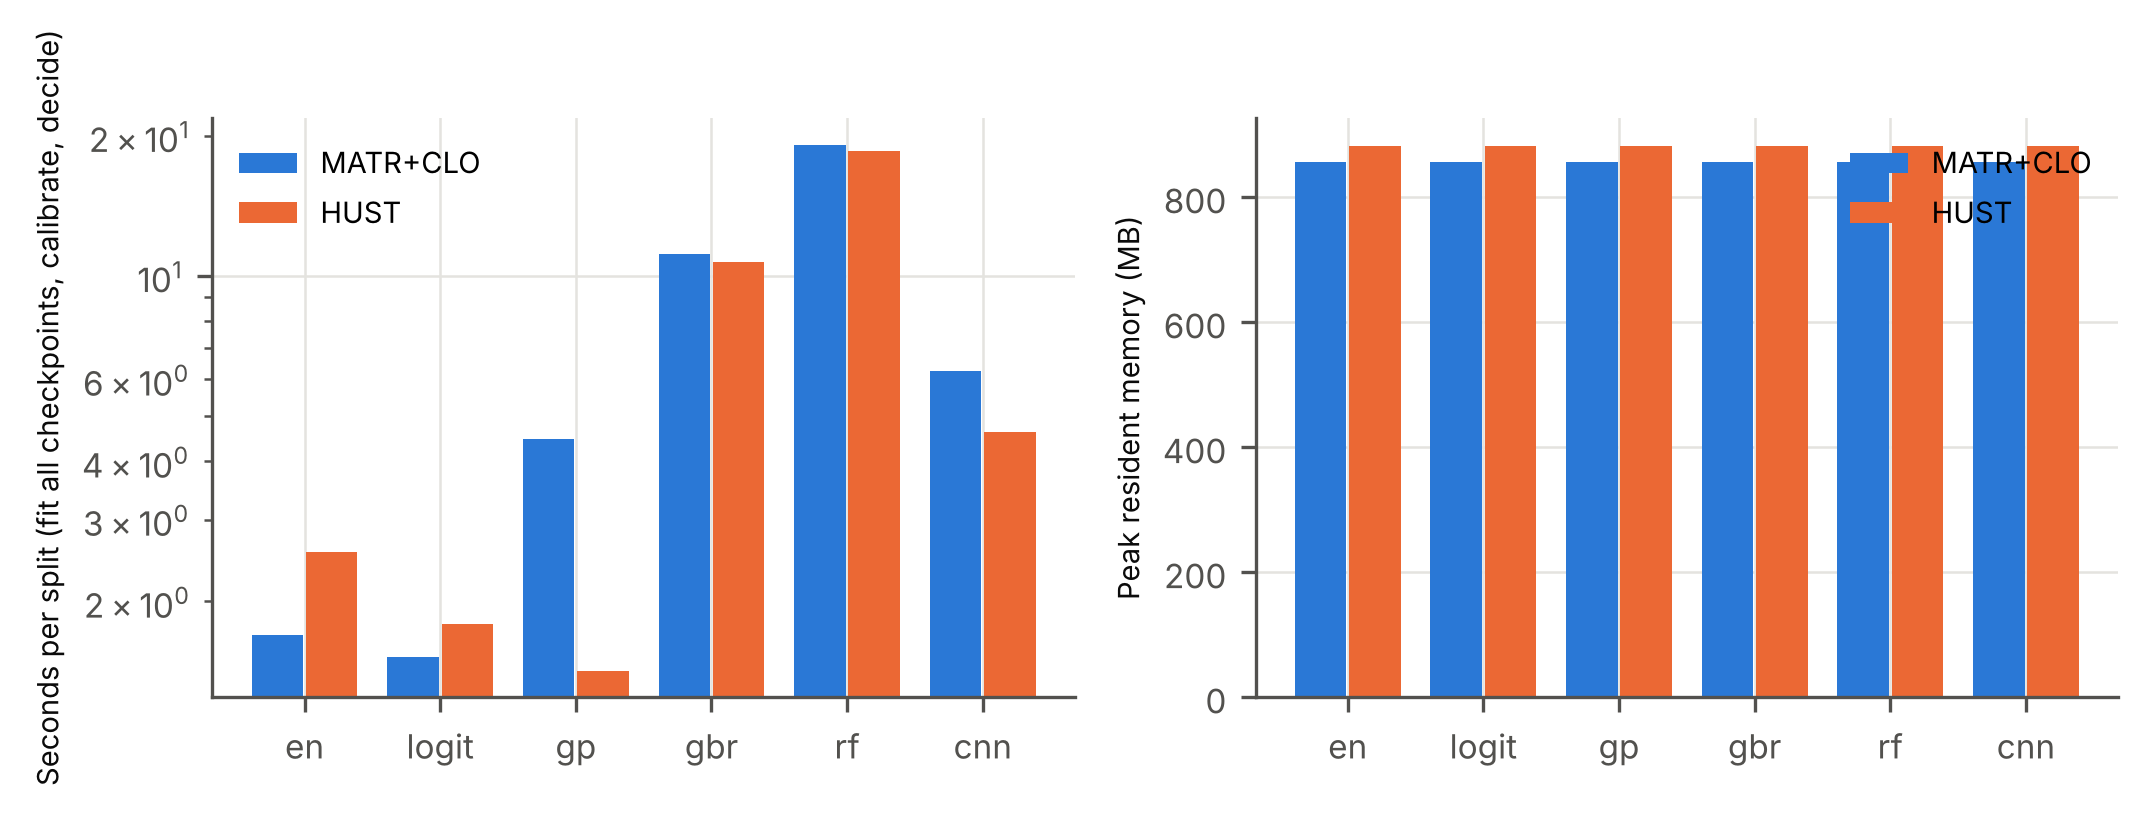 Seconds per split (fit all checkpoints, calibrate, decide)
2 × 10¹
10¹
6 × 10⁰
4 × 10⁰
3 × 10⁰
2 × 10⁰
MATR+CLO
HUST
en logit gp gbr rf cnn
Peak resident memory (MB)
800
600
400
200
0
MATR+CLO
HUST
en logit gp gbr rf cnn